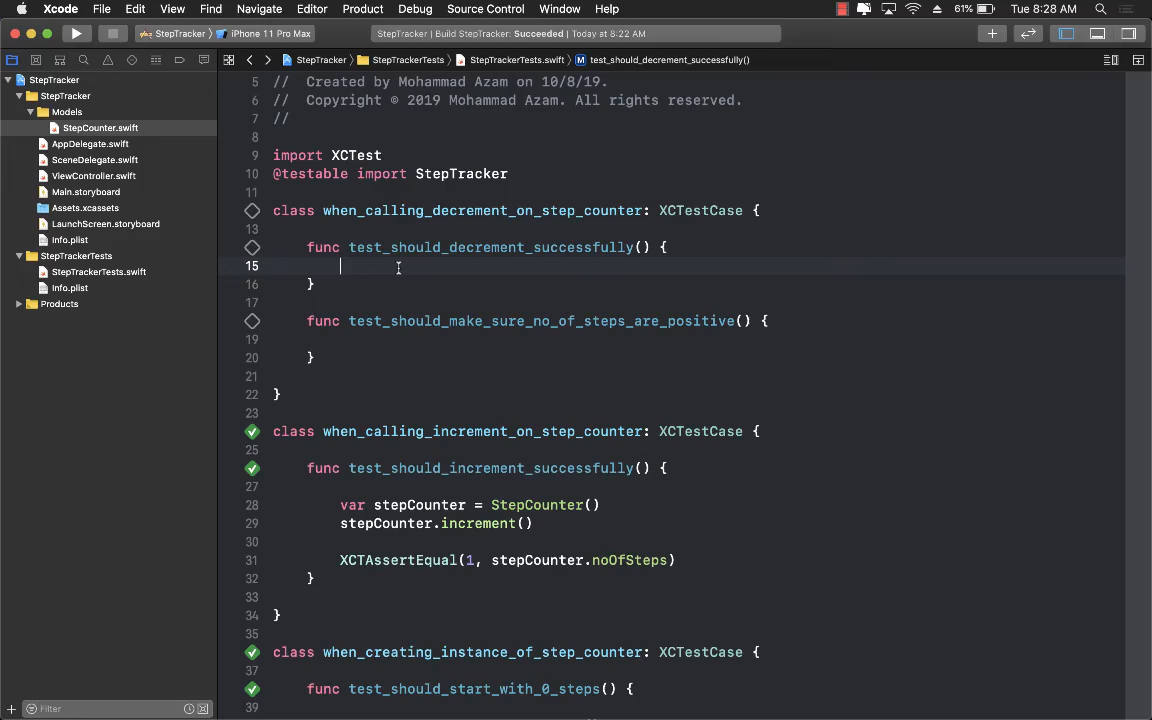 Xcode File Edit View Find Navigate Editor Product Debug Source Control Window Help 61% Tue 8:28 AM
StepTracker iPhone 11 Pro Max StepTracker | Build StepTracker: Succeeded | Today at 8:22 AM
StepTracker StepTrackerTests StepTrackerTests.swift M test_should_decrement_successfully()
StepTracker
StepTracker
Models
StepCounter.swift
AppDelegate.swift
SceneDelegate.swift
ViewController.swift
Main.storyboard
Assets.xcassets
LaunchScreen.storyboard
Info.plist
StepTrackerTests
StepTrackerTests.swift
Info.plist
Products
Filter
5 // Created by Mohammad Azam on 10/8/19.
6 // Copyright © 2019 Mohammad Azam. All rights reserved.
7 //
8
9 import XCTest
10 @testable import StepTracker
11
class when_calling_decrement_on_step_counter: XCTestCase {
13
func test_should_decrement_successfully() {
15
16 }
17
func test_should_make_sure_no_of_steps_are_positive() {
19
20 }
21
22 }
23
class when_calling_increment_on_step_counter: XCTestCase {
25
func test_should_increment_successfully() {
27
28 var stepCounter = StepCounter()
29 stepCounter.increment()
30
31 XCTAssertEqual(1, stepCounter.noOfSteps)
32 }
33
34 }
35
class when_creating_instance_of_step_counter: XCTestCase {
37
func test_should_start_with_0_steps() {
39